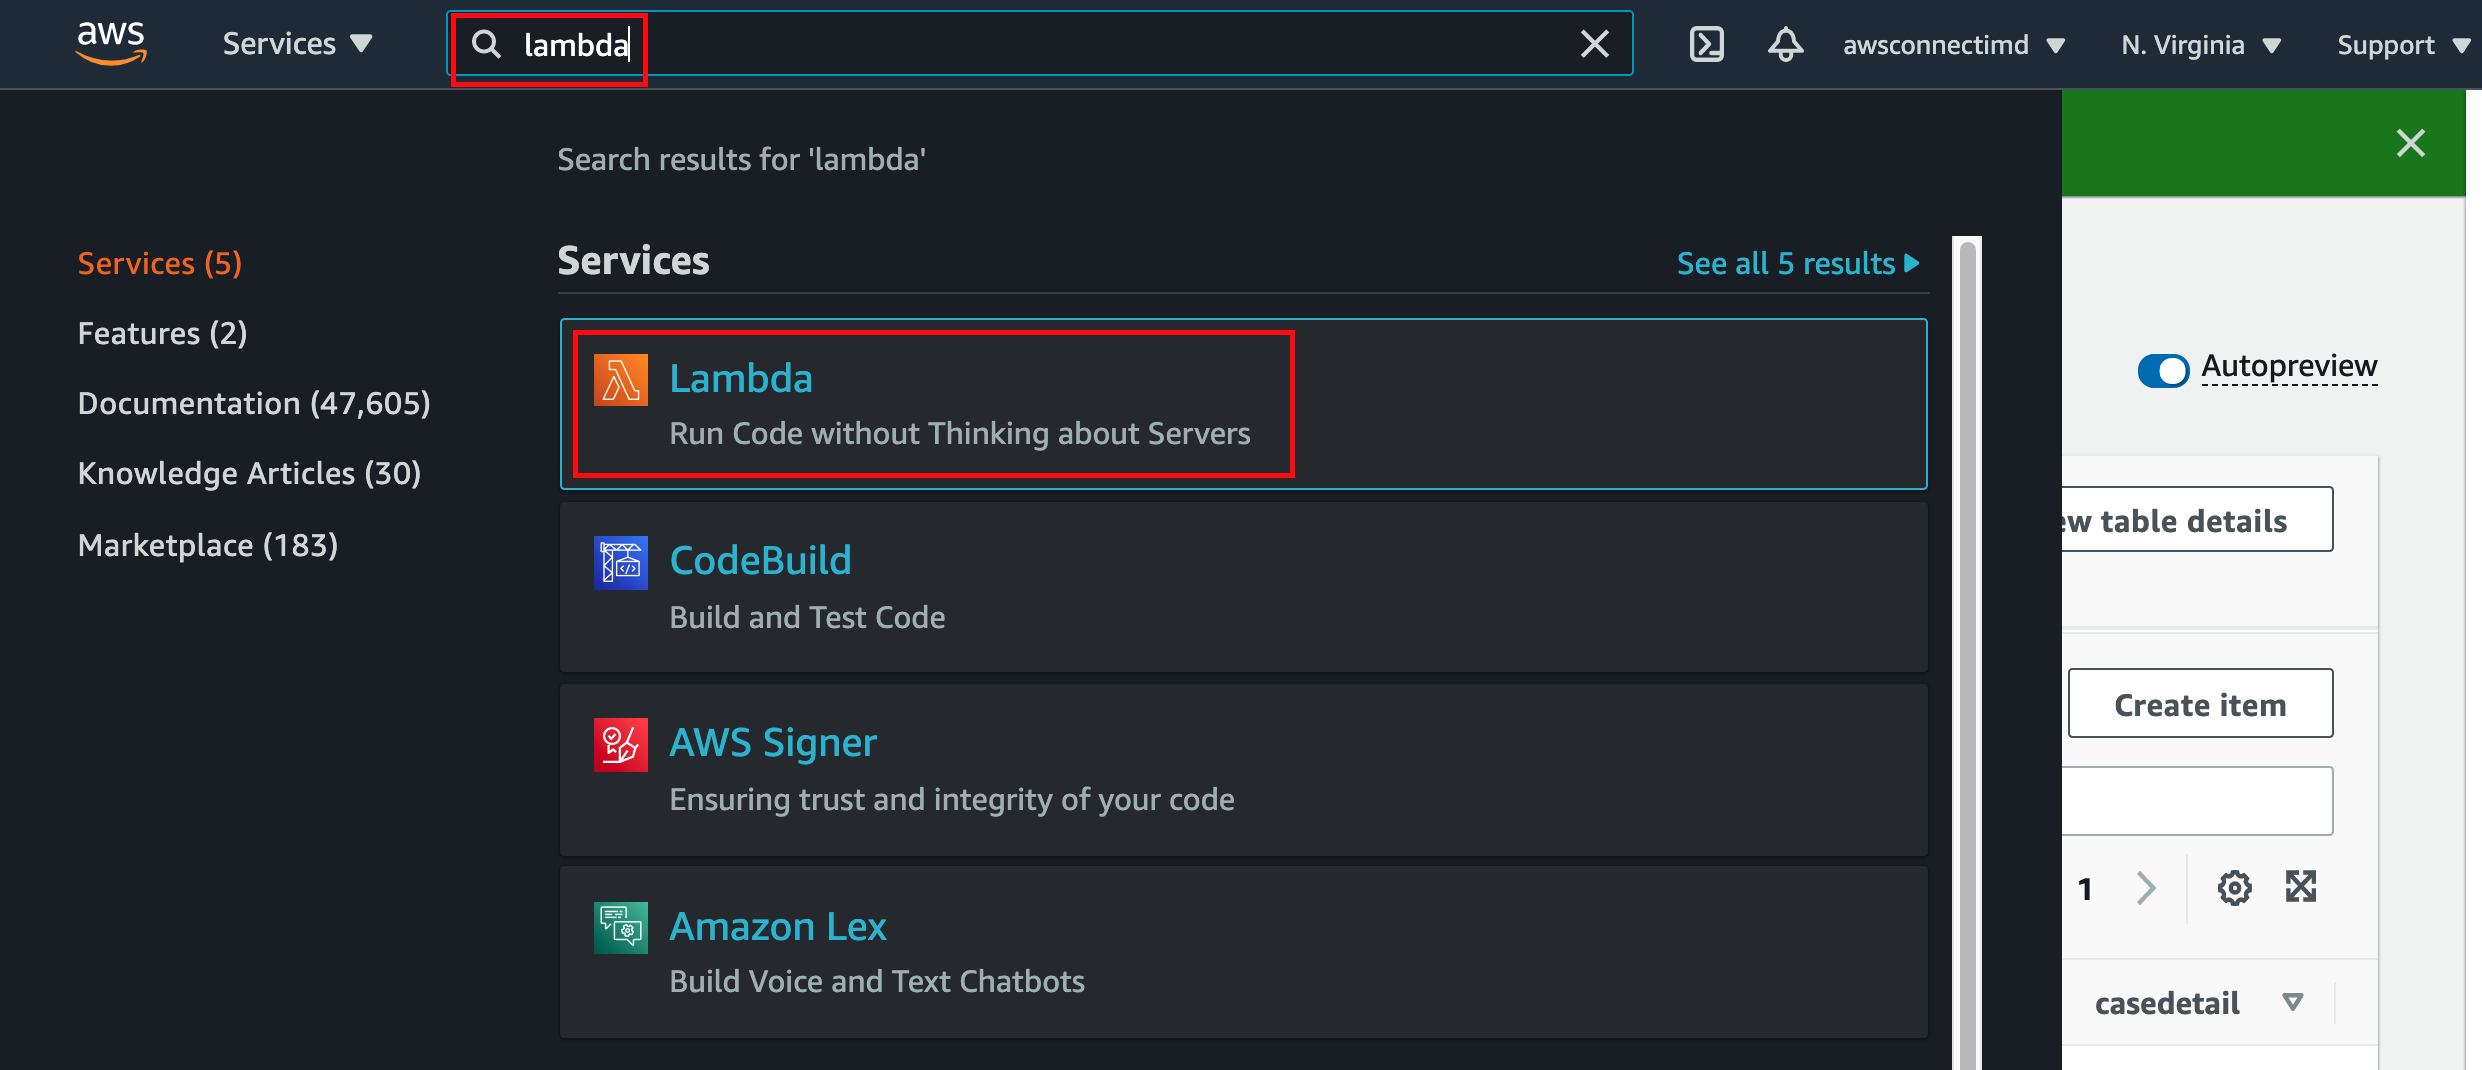 aws
Services
lambda
awsconnectimd
N. Virginia
Support
Search results for 'lambda'
Services (5)
Features (2)
Documentation (47,605)
Knowledge Articles (30)
Marketplace (183)
Services
See all 5 results
Lambda
Run Code without Thinking about Servers
CodeBuild
Build and Test Code
AWS Signer
Ensuring trust and integrity of your code
Amazon Lex
Build Voice and Text Chatbots
Autopreview
ew table details
Create item
1
casedetail